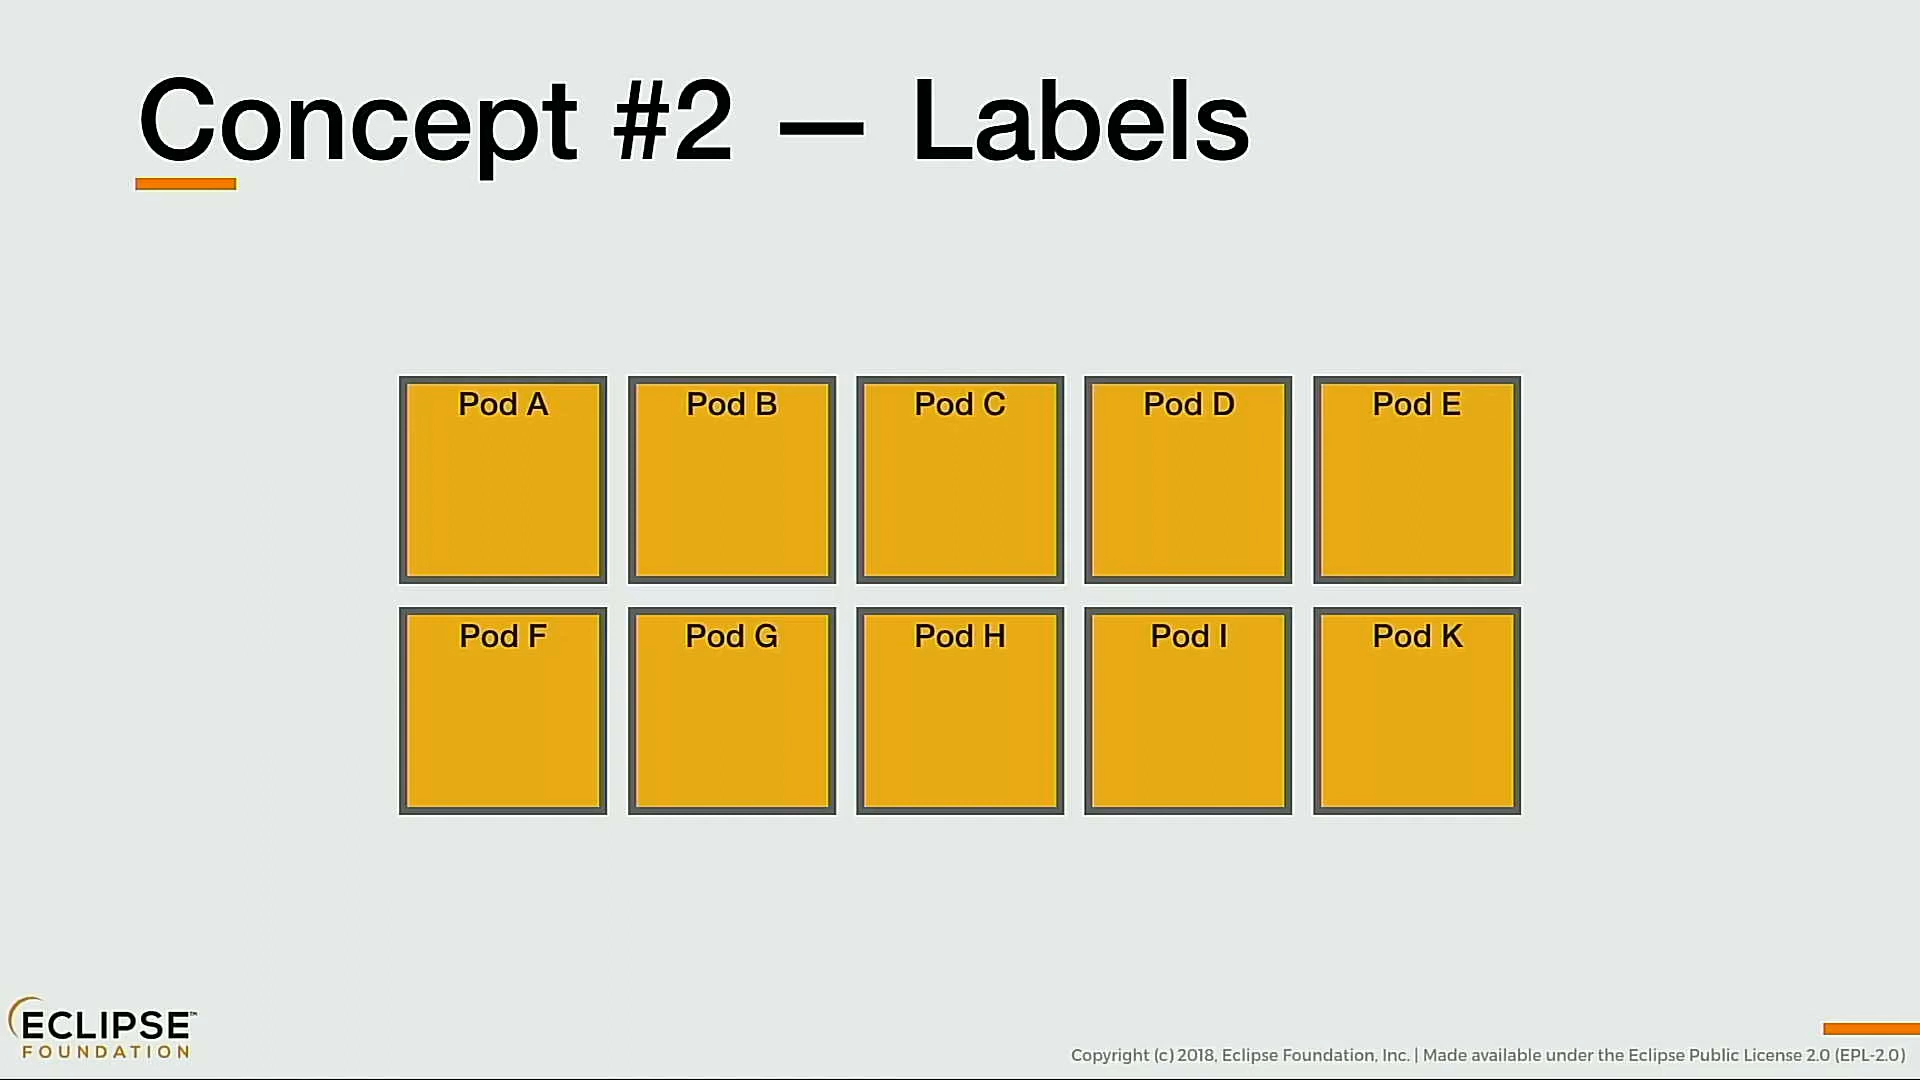 Concept #2 — Labels
Pod A
Pod B
Pod C
Pod D
Pod E
Pod F
Pod G
Pod H
Pod I
Pod K
ECLIPSE™
FOUNDATION
Copyright (c) 2018, Eclipse Foundation, Inc. | Made available under the Eclipse Public License 2.0 (EPL-2.0)